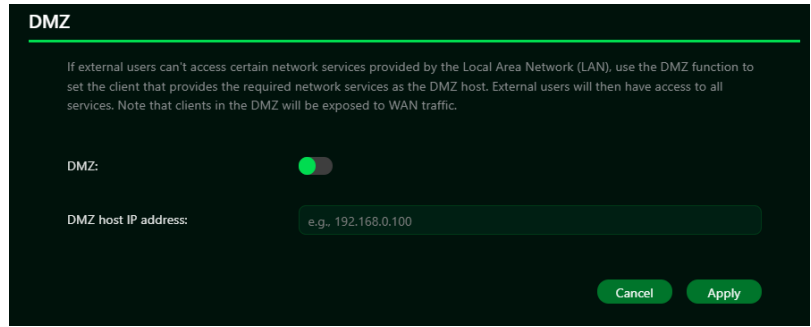 DMZ
If external users can't access certain network services provided by the Local Area Network (LAN), use the DMZ function to
set the client that provides the required network services as the DMZ host. External users will then have access to all
services. Note that clients in the DMZ will be exposed to WAN traffic.
DMZ:
DMZ host IP address:
e.g., 192.168.0.100
Cancel
Apply